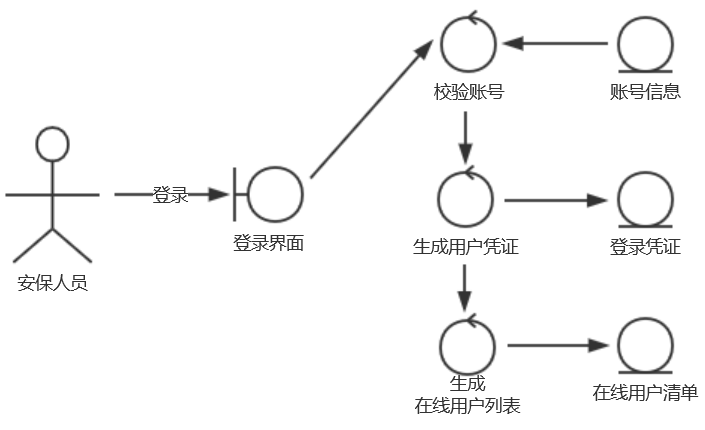 校验账号
账号信息
登录
登录界面
安保人员
生成用户凭证
登录凭证
生成
在线用户列表
在线用户清单